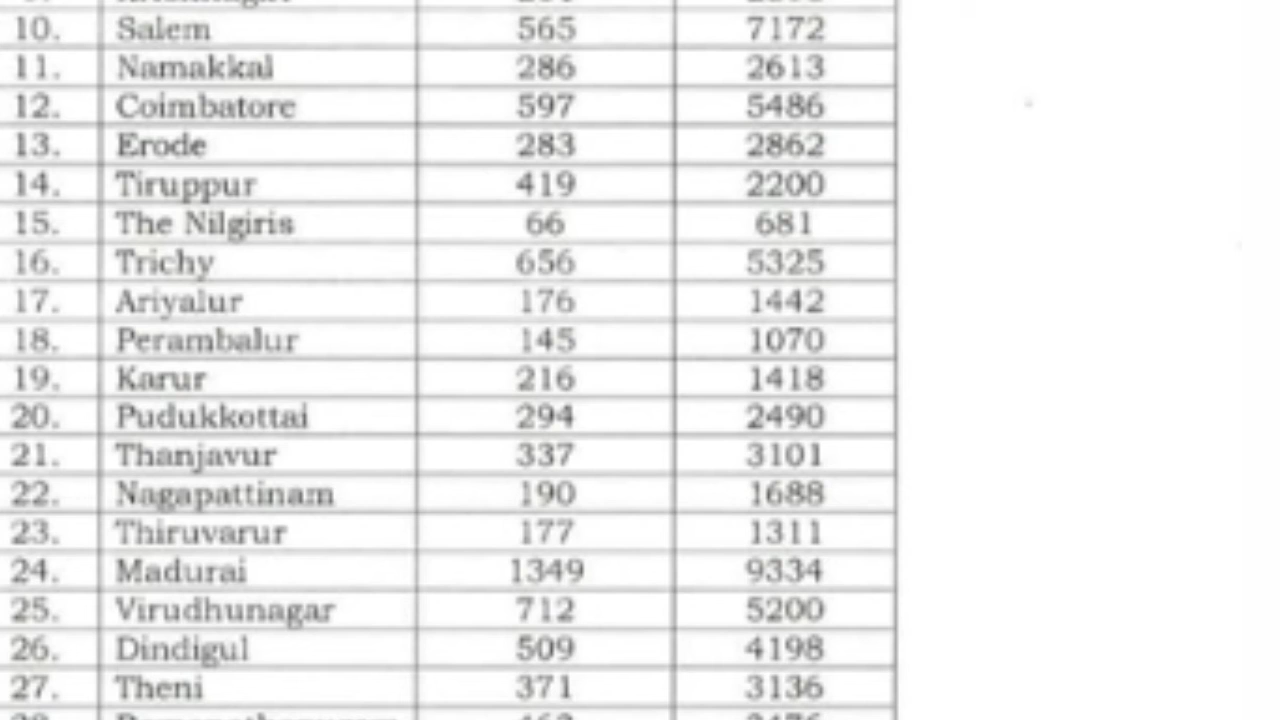 10. Salem 565 7172
11. Namakkal 286 2613
12. Coimbatore 597 5486
13. Erode 283 2862
14. Tiruppur 419 2200
15. The Nilgiris 66 681
16. Trichy 656 5325
17. Ariyalur 176 1442
18. Perambalur 145 1070
19. Karur 216 1418
20. Pudukkottai 294 2490
21. Thanjavur 337 3101
22. Nagapattinam 190 1688
23. Thiruvarur 177 1311
24. Madurai 1349 9334
25. Virudhunagar 712 5200
26. Dindigul 509 4198
27. Theni 371 3136